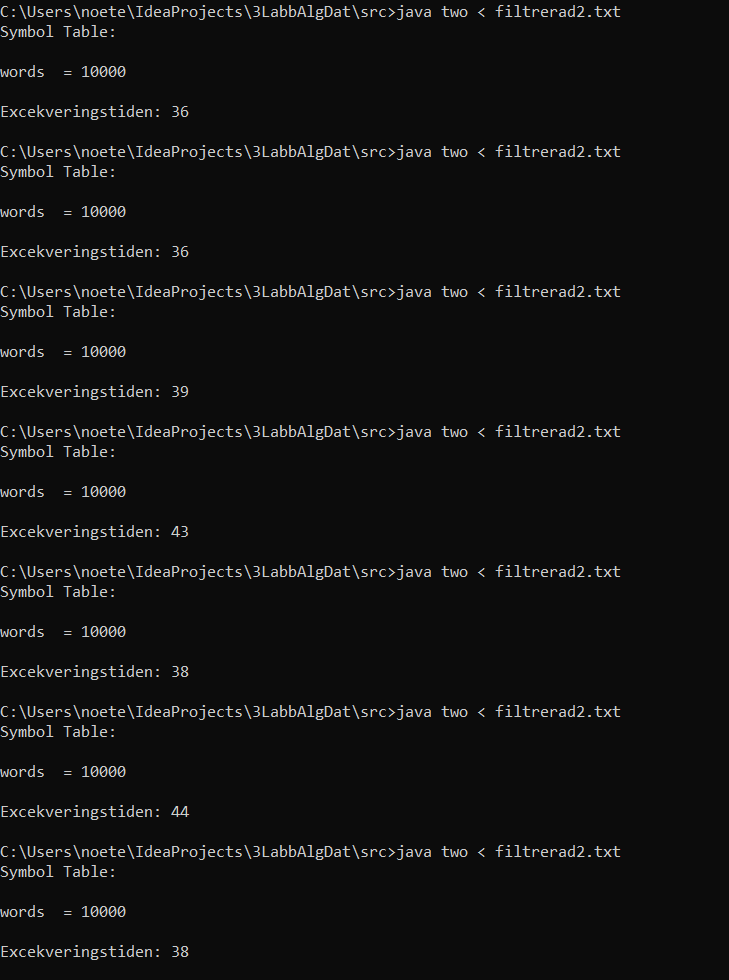 C:\Users\noete\IdeaProjects\3LabbAlgDat\src>java two < filtrerad2.txt
Symbol Table:
words  = 10000
Excekveringstiden: 36
C:\Users\noete\IdeaProjects\3LabbAlgDat\src>java two < filtrerad2.txt
Symbol Table:
words  = 10000
Excekveringstiden: 36
C:\Users\noete\IdeaProjects\3LabbAlgDat\src>java two < filtrerad2.txt
Symbol Table:
words  = 10000
Excekveringstiden: 39
C:\Users\noete\IdeaProjects\3LabbAlgDat\src>java two < filtrerad2.txt
Symbol Table:
words  = 10000
Excekveringstiden: 43
C:\Users\noete\IdeaProjects\3LabbAlgDat\src>java two < filtrerad2.txt
Symbol Table:
words  = 10000
Excekveringstiden: 38
C:\Users\noete\IdeaProjects\3LabbAlgDat\src>java two < filtrerad2.txt
Symbol Table:
words  = 10000
Excekveringstiden: 44
C:\Users\noete\IdeaProjects\3LabbAlgDat\src>java two < filtrerad2.txt
Symbol Table:
words  = 10000
Excekveringstiden: 38